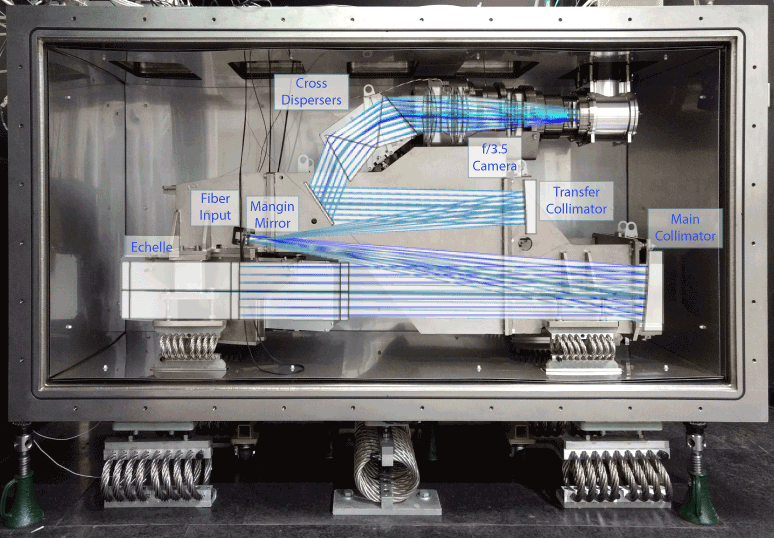 Cross
Dispersers
f/3.5
Camera
Fiber
Input
Mangin
Mirror
Transfer
Collimator
Main
Collimator
Echelle